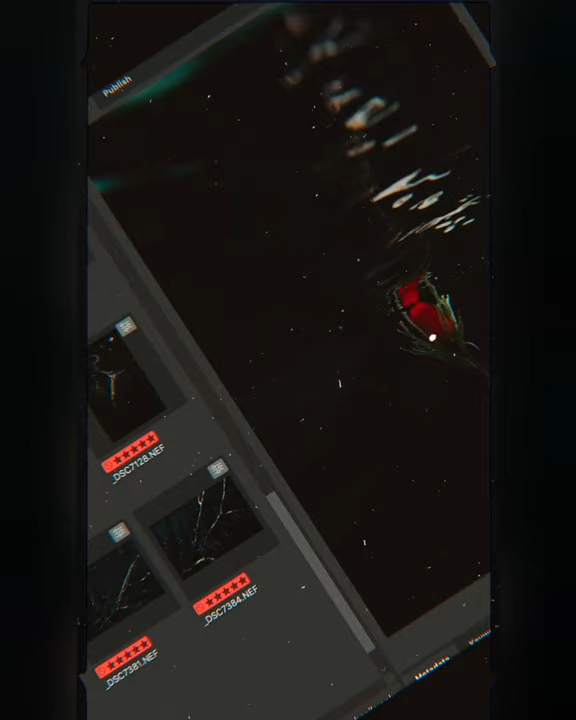 Publish
_DSC7128.NEF
_DSC7384.NEF
_DSC7381.NEF
Metadata